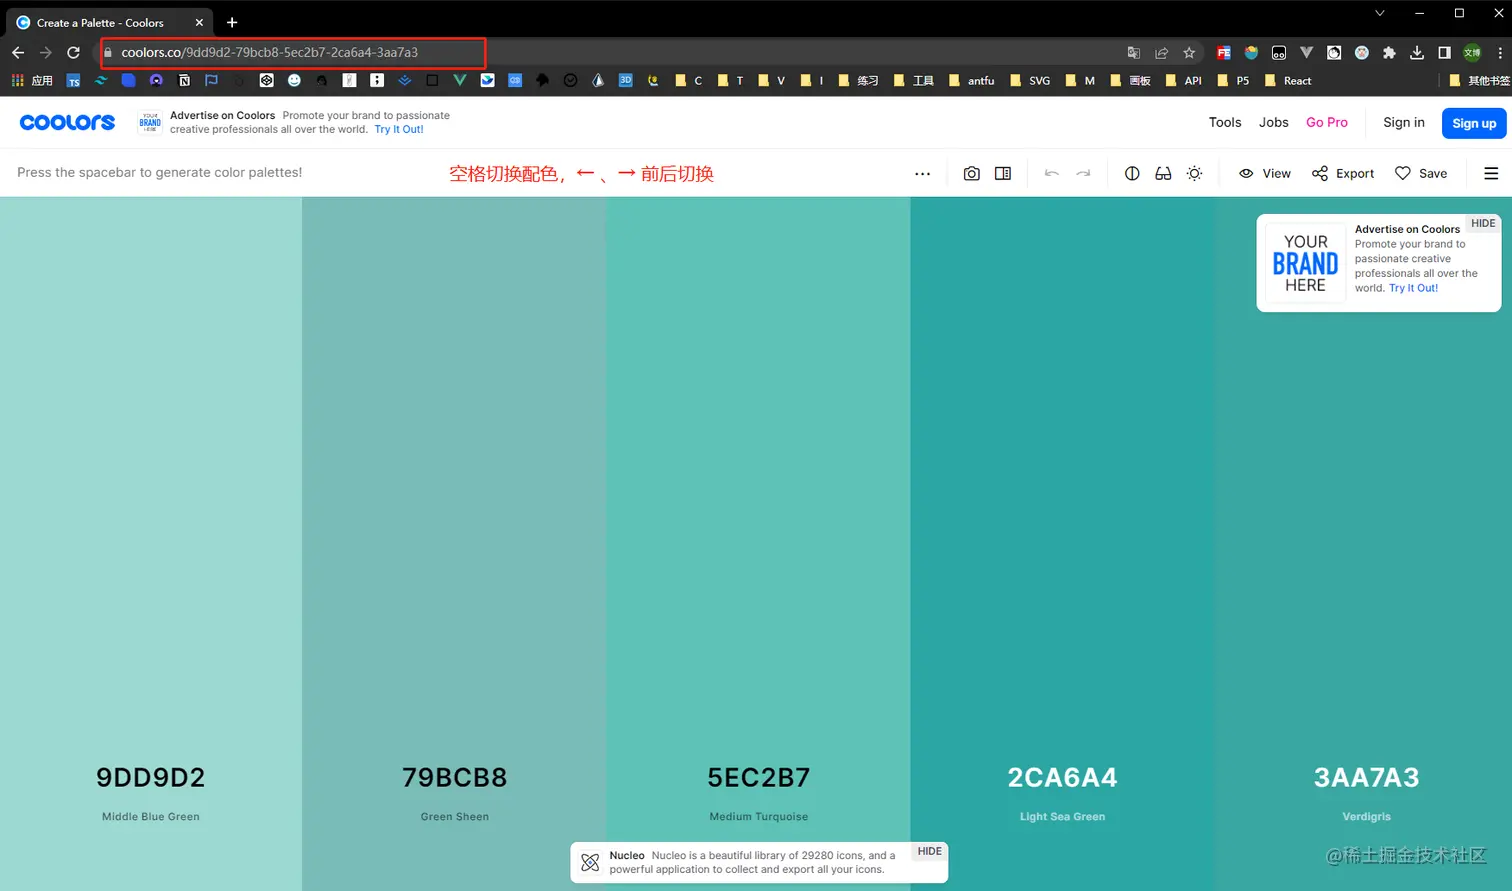 Create a Palette - Coolors
coolors.co/9dd9d2-79bcb8-5ec2b7-2ca6a4-3aa7a3
文博
应用 TS 3D C T V I 练习 工具 antfu SVG M 画板 API P5 React 其他书签
coolors
YOUR BRAND HERE
Advertise on Coolors Promote your brand to passionate
creative professionals all over the world. Try It Out!
Tools Jobs Go Pro Sign in Sign up
Press the spacebar to generate color palettes!
空格切换配色，← 、→ 前后切换
View Export Save
HIDE
YOUR
BRAND
HERE
Advertise on Coolors
Promote your brand to
passionate creative
professionals all over the
world. Try It Out!
9DD9D2 79BCB8 5EC2B7 2CA6A4 3AA7A3
Middle Blue Green Green Sheen Medium Turquoise Light Sea Green Verdigris
Nucleo Nucleo is a beautiful library of 29280 icons, and a
powerful application to collect and export all your icons.
HIDE
@稀土掘金技术社区